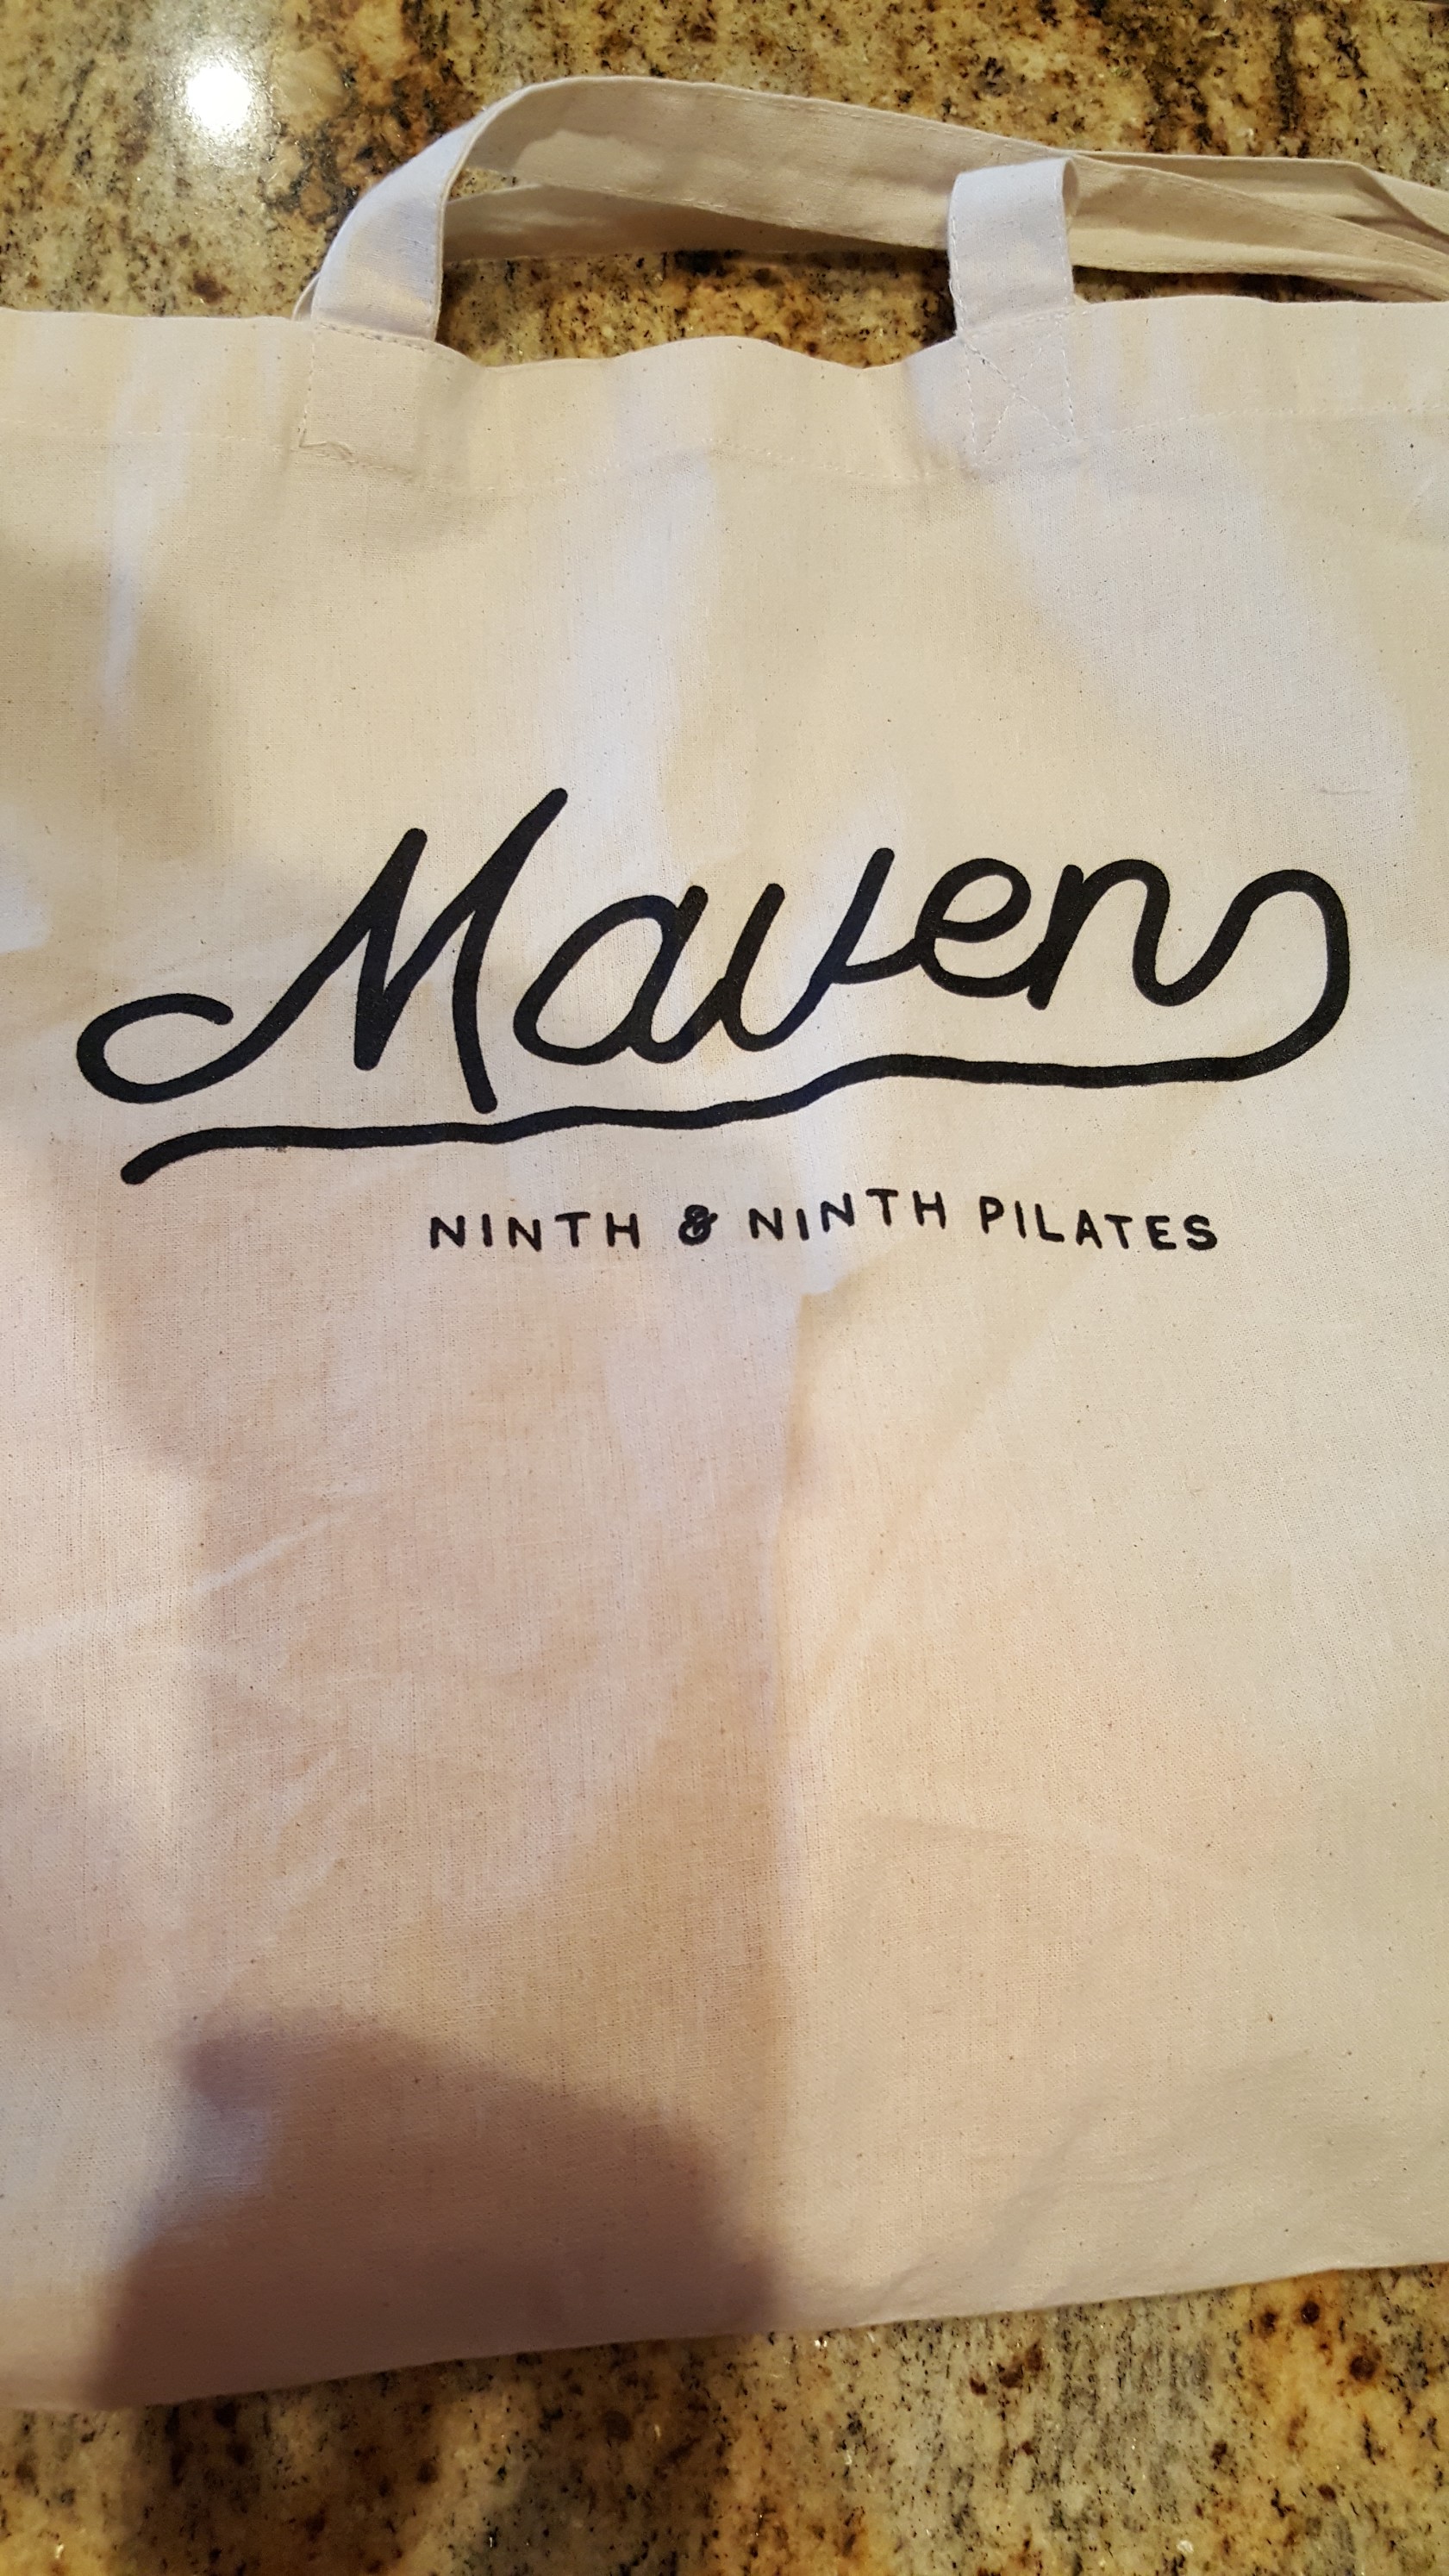 Maven
NINTH & NINTH PILATES